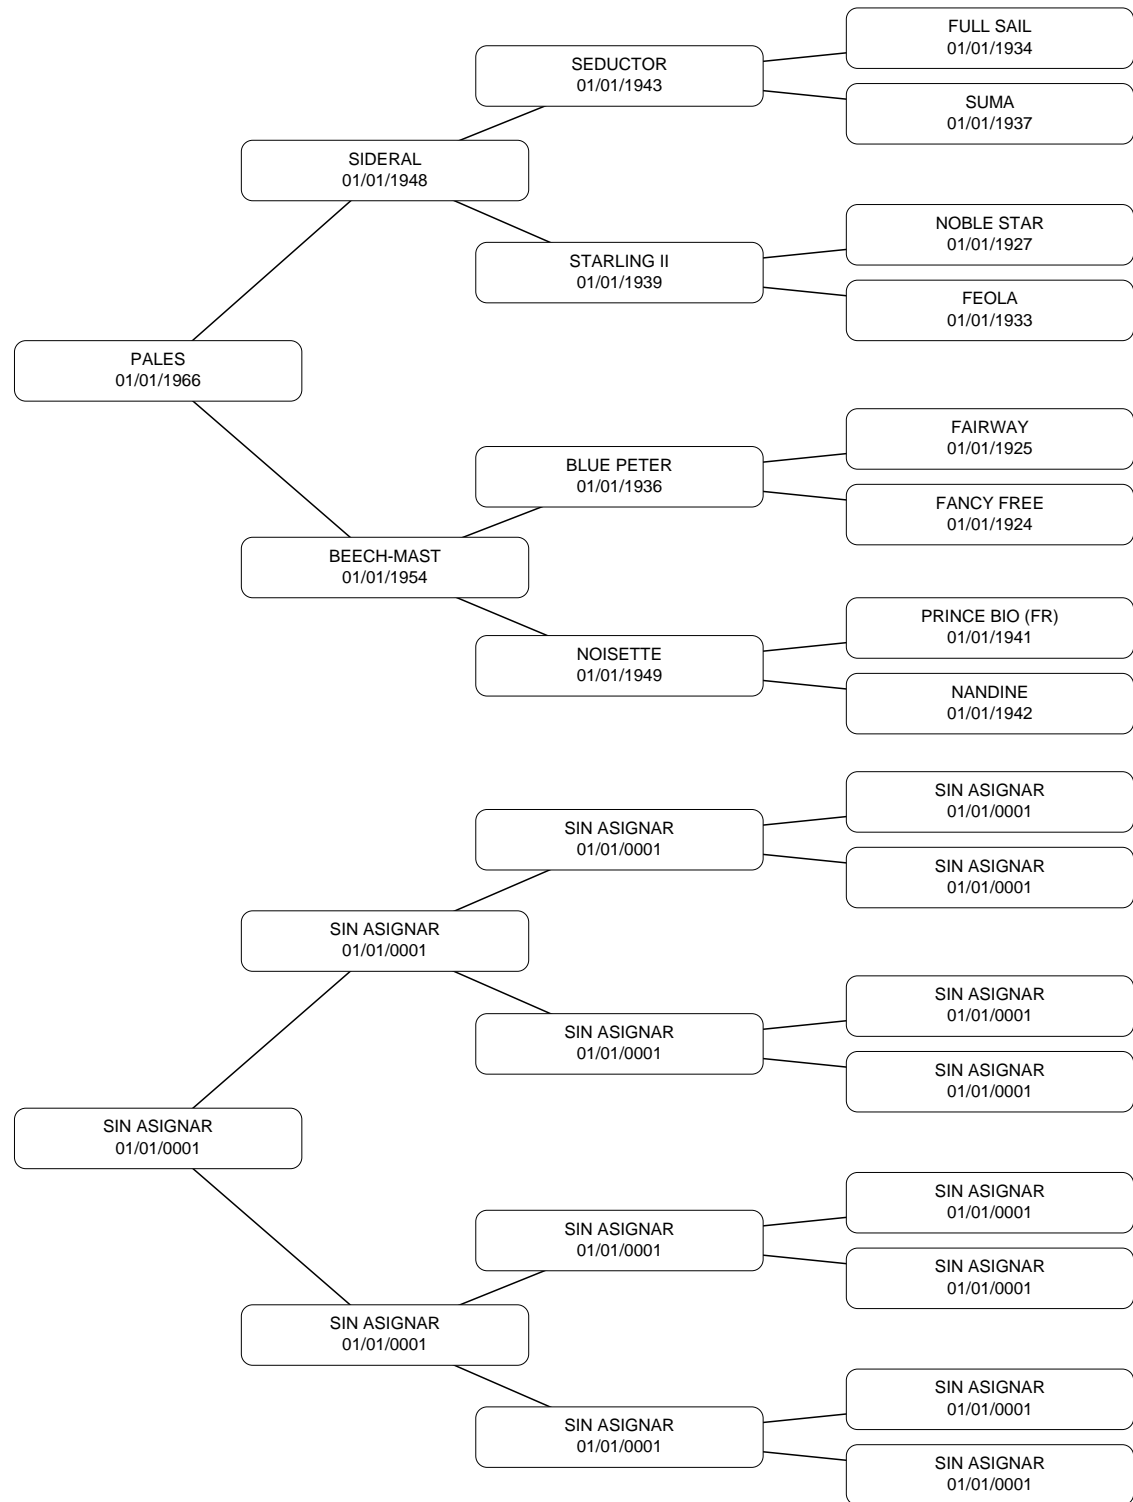 FULL SAIL
01/01/1934
SEDUCTOR
01/01/1943
SUMA
01/01/1937
SIDERAL
01/01/1948
NOBLE STAR
01/01/1927
STARLING II
01/01/1939
FEOLA
01/01/1933
PALES
01/01/1966
FAIRWAY
01/01/1925
BLUE PETER
01/01/1936
FANCY FREE
01/01/1924
BEECH-MAST
01/01/1954
PRINCE BIO (FR)
01/01/1941
NOISETTE
01/01/1949
NANDINE
01/01/1942
SIN ASIGNAR
01/01/0001
SIN ASIGNAR
01/01/0001
SIN ASIGNAR
01/01/0001
SIN ASIGNAR
01/01/0001
SIN ASIGNAR
01/01/0001
SIN ASIGNAR
01/01/0001
SIN ASIGNAR
01/01/0001
SIN ASIGNAR
01/01/0001
SIN ASIGNAR
01/01/0001
SIN ASIGNAR
01/01/0001
SIN ASIGNAR
01/01/0001
SIN ASIGNAR
01/01/0001
SIN ASIGNAR
01/01/0001
SIN ASIGNAR
01/01/0001
SIN ASIGNAR
01/01/0001